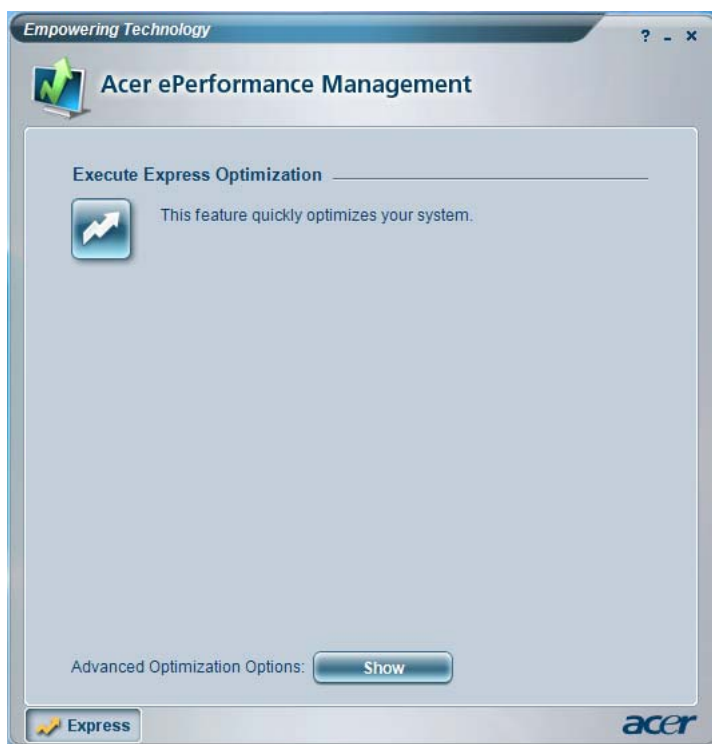 Empowering Technology
? - ×
Acer ePerformance Management
Execute Express Optimization
This feature quickly optimizes your system.
Advanced Optimization Options: Show
Express
acer